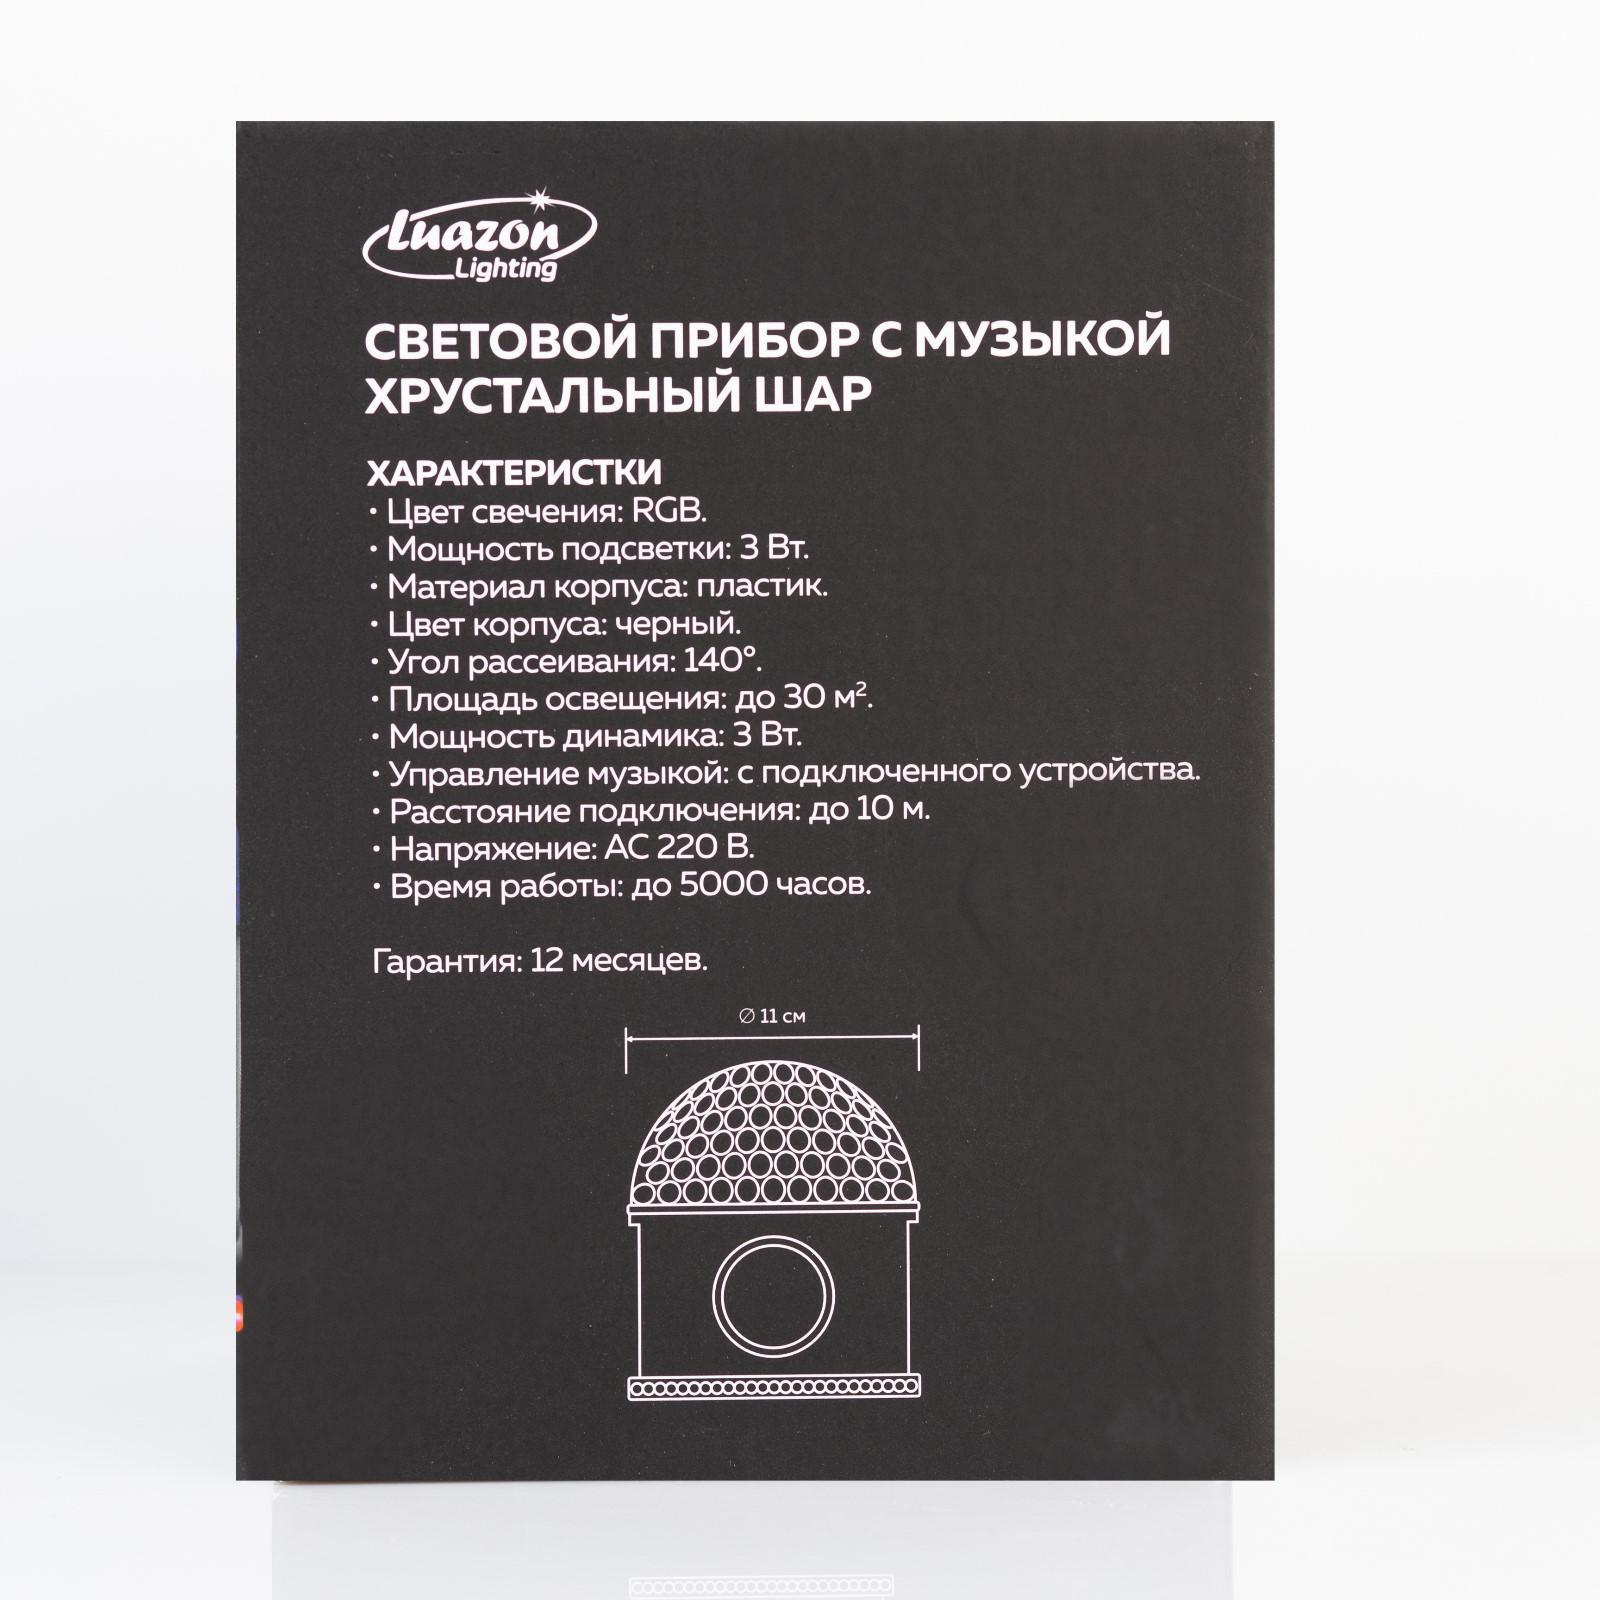 Luazon
Lighting
СВЕТОВОЙ ПРИБОР С МУЗЫКОЙ
ХРУСТАЛЬНЫЙ ШАР
ХАРАКТЕРИСТКИ
• Цвет свечения: RGB.
• Мощность подсветки: 3 Вт.
• Материал корпуса: пластик.
• Цвет корпуса: черный.
• Угол рассеивания: 140°.
• Площадь освещения: до 30 м².
• Мощность динамика: 3 Вт.
• Управление музыкой: с подключенного устройства.
• Расстояние подключения: до 10 м.
• Напряжение: АС 220 В.
• Время работы: до 5000 часов.
Гарантия: 12 месяцев.
∅ 11 см